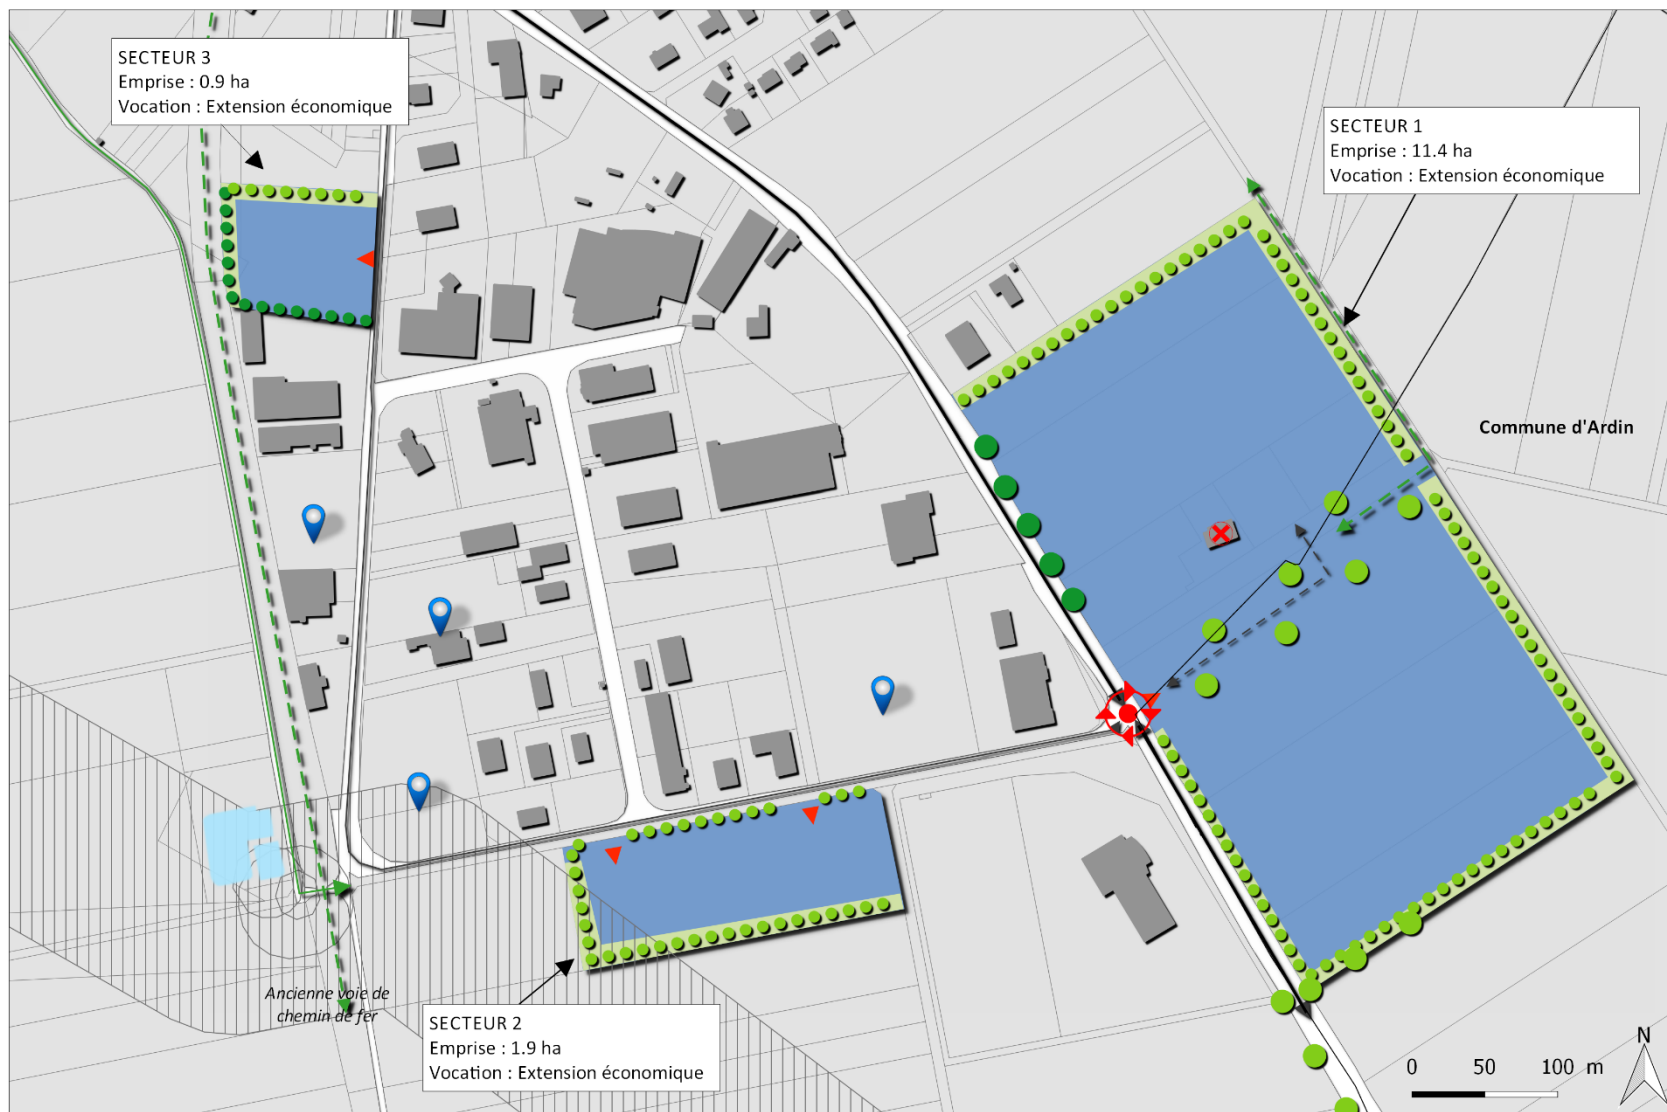 SECTEUR 3
Emprise : 0.9 ha
Vocation : Extension économique
SECTEUR 1
Emprise : 11.4 ha
Vocation : Extension économique
Commune d'Ardin
Ancienne voie de
chemin de fer
SECTEUR 2
Emprise : 1.9 ha
Vocation : Extension économique
N
0 50 100 m